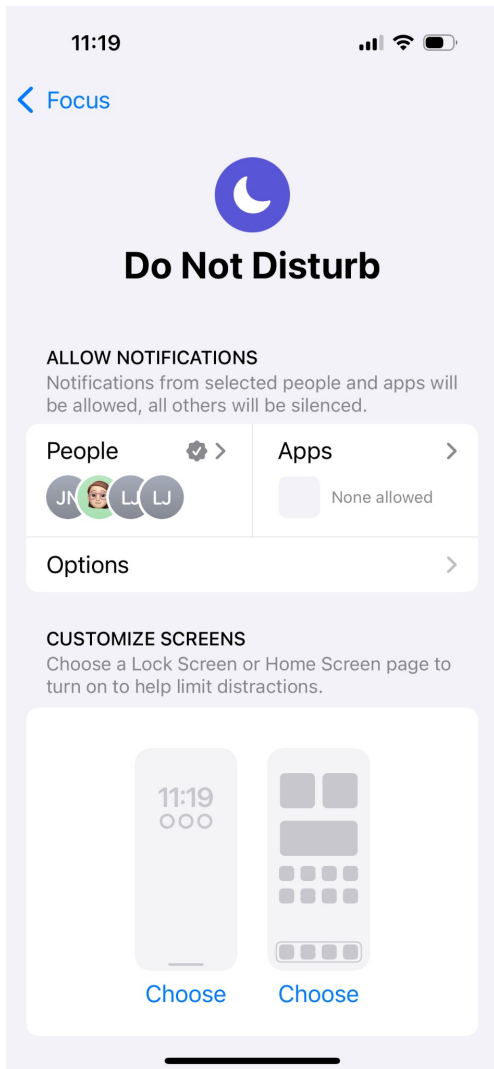 11:19
Focus
Do Not Disturb
ALLOW NOTIFICATIONS
Notifications from selected people and apps will
be allowed, all others will be silenced.
People
Apps
JN LJ LJ
None allowed
Options
CUSTOMIZE SCREENS
Choose a Lock Screen or Home Screen page to
turn on to help limit distractions.
11:19
Choose
Choose